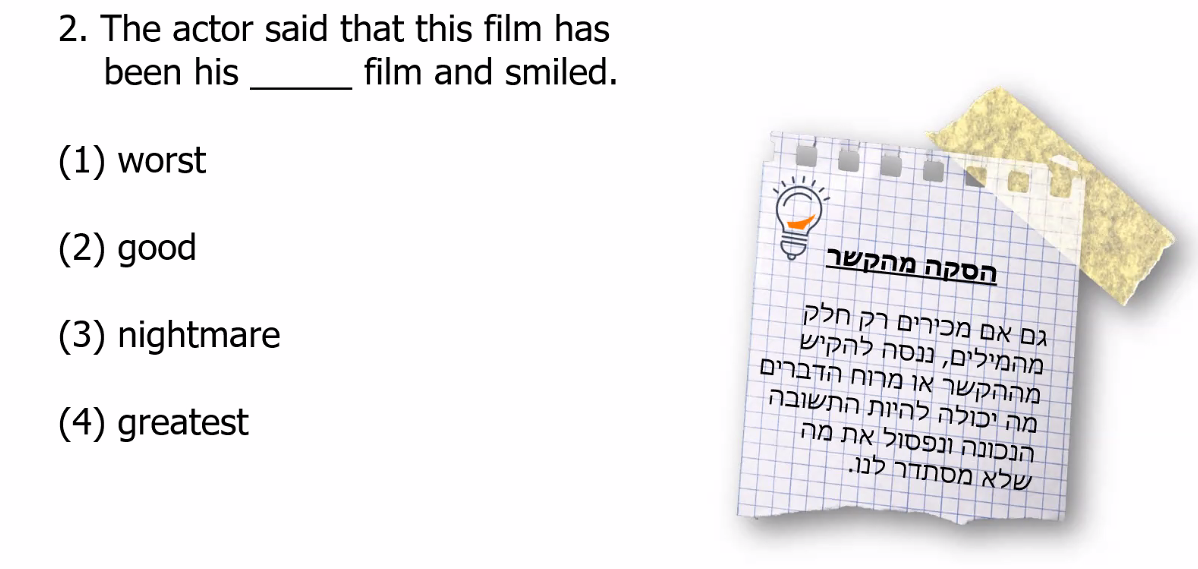 2. The actor said that this film has
been his ______ film and smiled.
(1) worst
(2) good
(3) nightmare
(4) greatest
הסקה מהקשר
גם אם מכירים רק חלק
מהמילים, ננסה להקיש
מההקשר או מרוח הדברים
מה יכולה להיות התשובה
הנכונה ונפסול את מה
שלא מסתדר לנו.